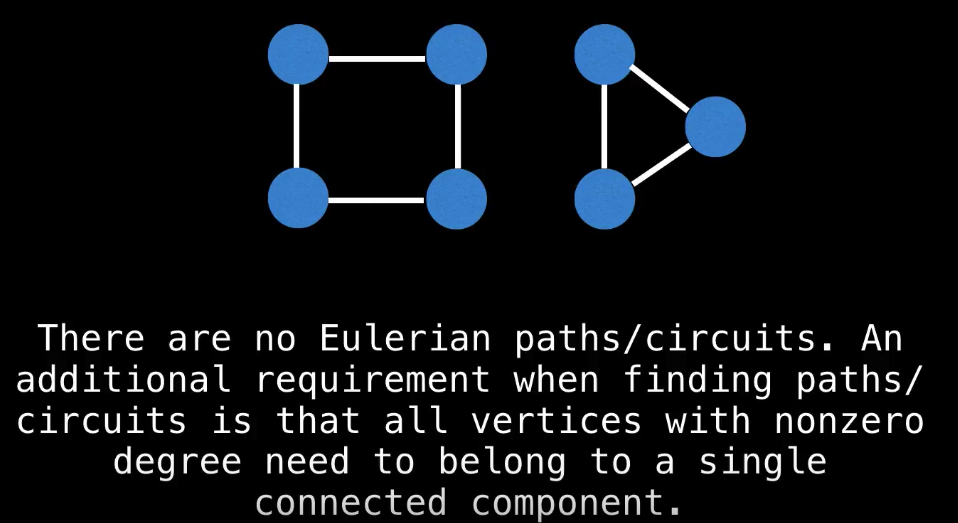 There are no Eulerian paths/circuits. An
additional requirement when finding paths/
circuits is that all vertices with nonzero
degree need to belong to a single
connected component.